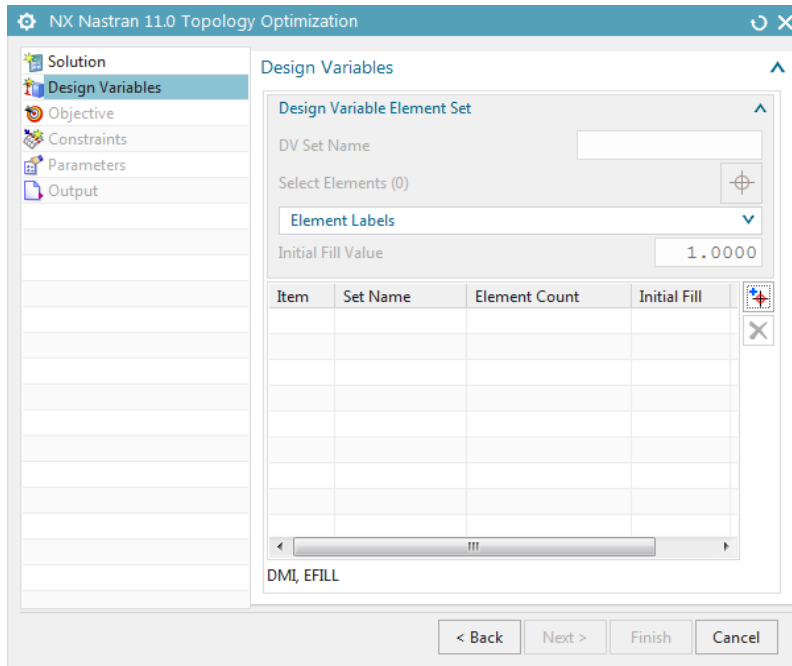 NX Nastran 11.0 Topology Optimization
Solution
Design Variables
Objective
Constraints
Parameters
Output
Design Variables
Design Variable Element Set
DV Set Name
Select Elements (0)
Element Labels
Initial Fill Value 1.0000
Item Set Name Element Count Initial Fill
DMI, EFILL
< Back Next > Finish Cancel